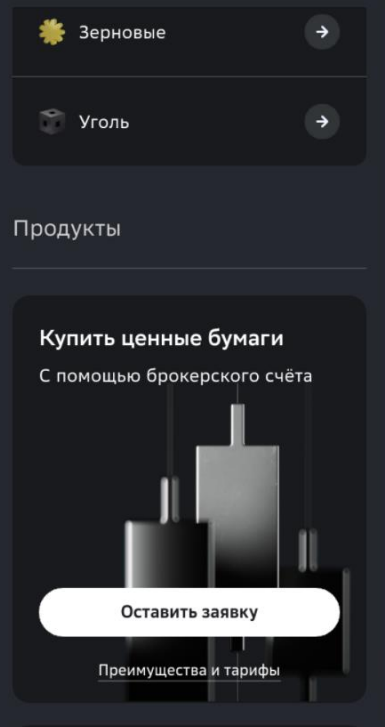 Зерновые
Уголь
Продукты
Купить ценные бумаги
С помощью брокерского счёта
Оставить заявку
Преимущества и тарифы